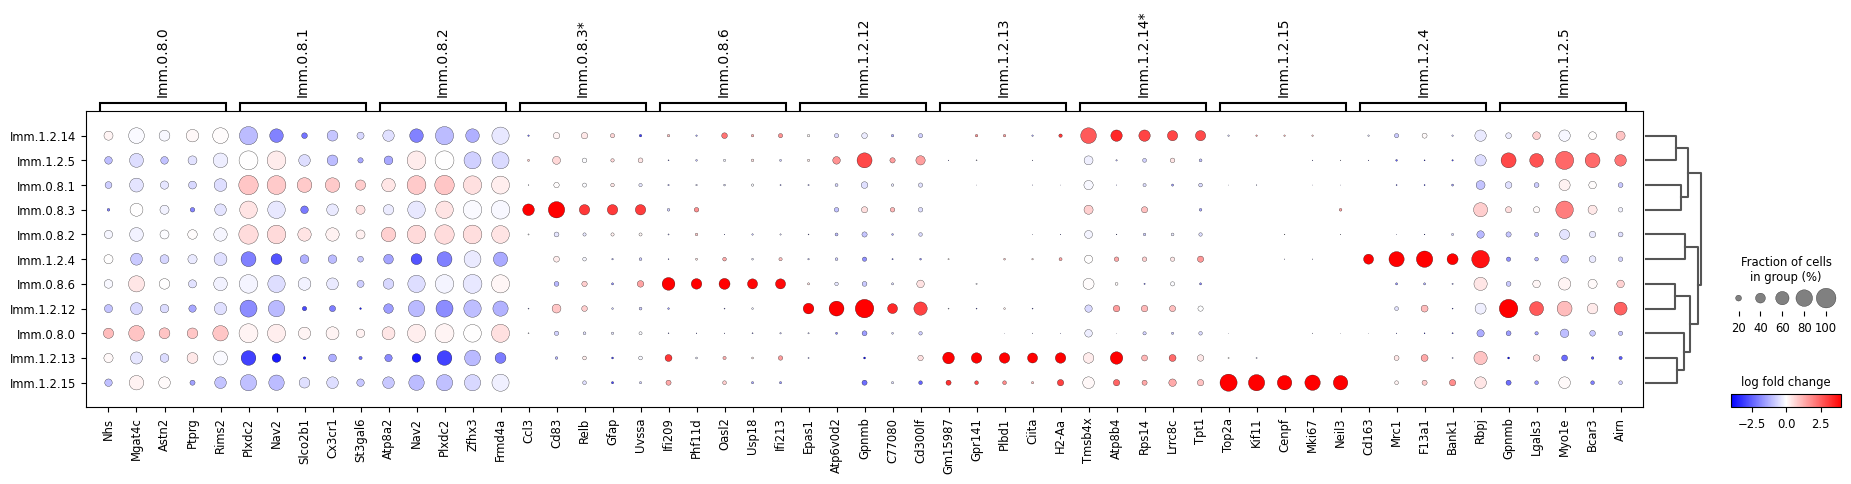 Imm.0.8.0
Imm.0.8.1
Imm.0.8.2
Imm.0.8.3*
Imm.0.8.6
Imm.1.2.12
Imm.1.2.13
Imm.1.2.14*
Imm.1.2.15
Imm.1.2.4
Imm.1.2.5
Imm.1.2.14
Imm.1.2.5
Imm.0.8.1
Imm.0.8.3
Imm.0.8.2
Imm.1.2.4
Imm.0.8.6
Imm.1.2.12
Imm.0.8.0
Imm.1.2.13
Imm.1.2.15
Nhs
Mgat4c
Astn2
Ptprg
Rims2
Plxdc2
Nav2
Slco2b1
Cx3cr1
St3gal6
Atp8a2
Nav2
Plxdc2
Zfhx3
Frmd4a
Ccl3
Cd83
Relb
Gfap
Uvssa
Ifi209
Phf11d
Oasl2
Usp18
Ifi213
Epas1
Atp6v0d2
Gpnmb
C77080
Cd300lf
Gm15987
Gpr141
Plbd1
Ciita
H2-Aa
Tmsb4x
Atp8b4
Rps14
Lrrc8c
Tpt1
Top2a
Kif11
Cenpf
Mki67
Neil3
Cd163
Mrc1
F13a1
Bank1
Rbpj
Gpnmb
Lgals3
Myo1e
Bcar3
Airn
Fraction of cells
in group (%)
20 40 60 80 100
log fold change
−2.5 0.0 2.5